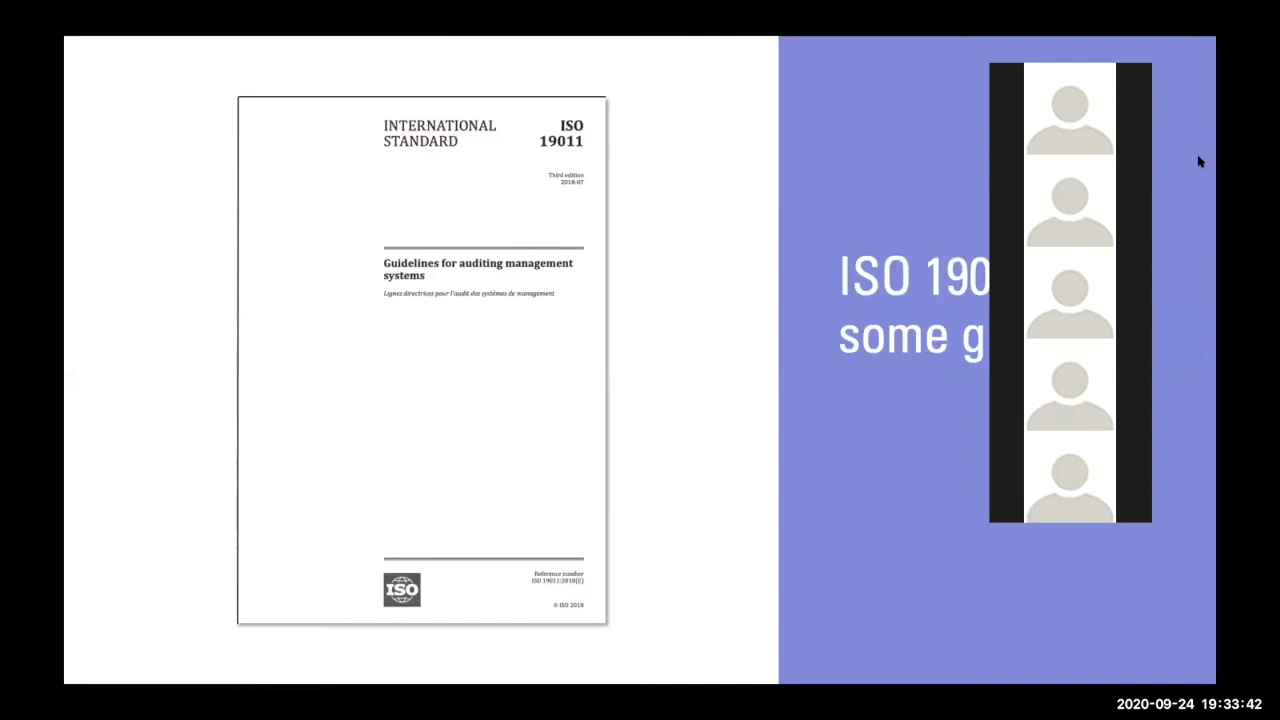 INTERNATIONAL
STANDARD
ISO
19011
Third edition
2018-07
Guidelines for auditing management
systems
Lignes directrices pour l'audit des systèmes de management
Reference number
ISO 19011:2018(E)
ISO
© ISO 2018
ISO 190
some g
2020-09-24 19:33:42